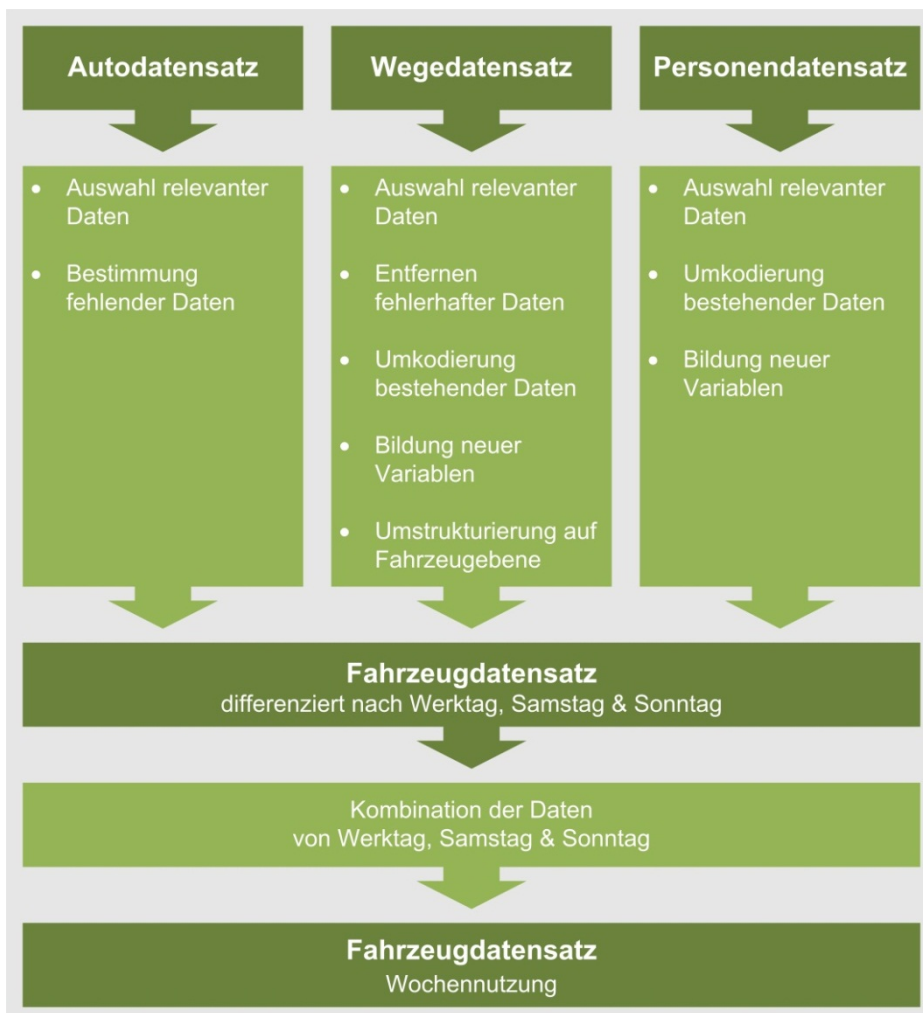 Autodatensatz
Wegedatensatz
Personendatensatz
• Auswahl relevanter
Daten
• Bestimmung
fehlender Daten
• Auswahl relevanter
Daten
• Entfernen
fehlerhafter Daten
• Umkodierung
bestehender Daten
• Bildung neuer
Variablen
• Umstrukturierung auf
Fahrzeugebene
• Auswahl relevanter
Daten
• Umkodierung
bestehender Daten
• Bildung neuer
Variablen
Fahrzeugdatensatz
differenziert nach Werktag, Samstag & Sonntag
Kombination der Daten
von Werktag, Samstag & Sonntag
Fahrzeugdatensatz
Wochennutzung